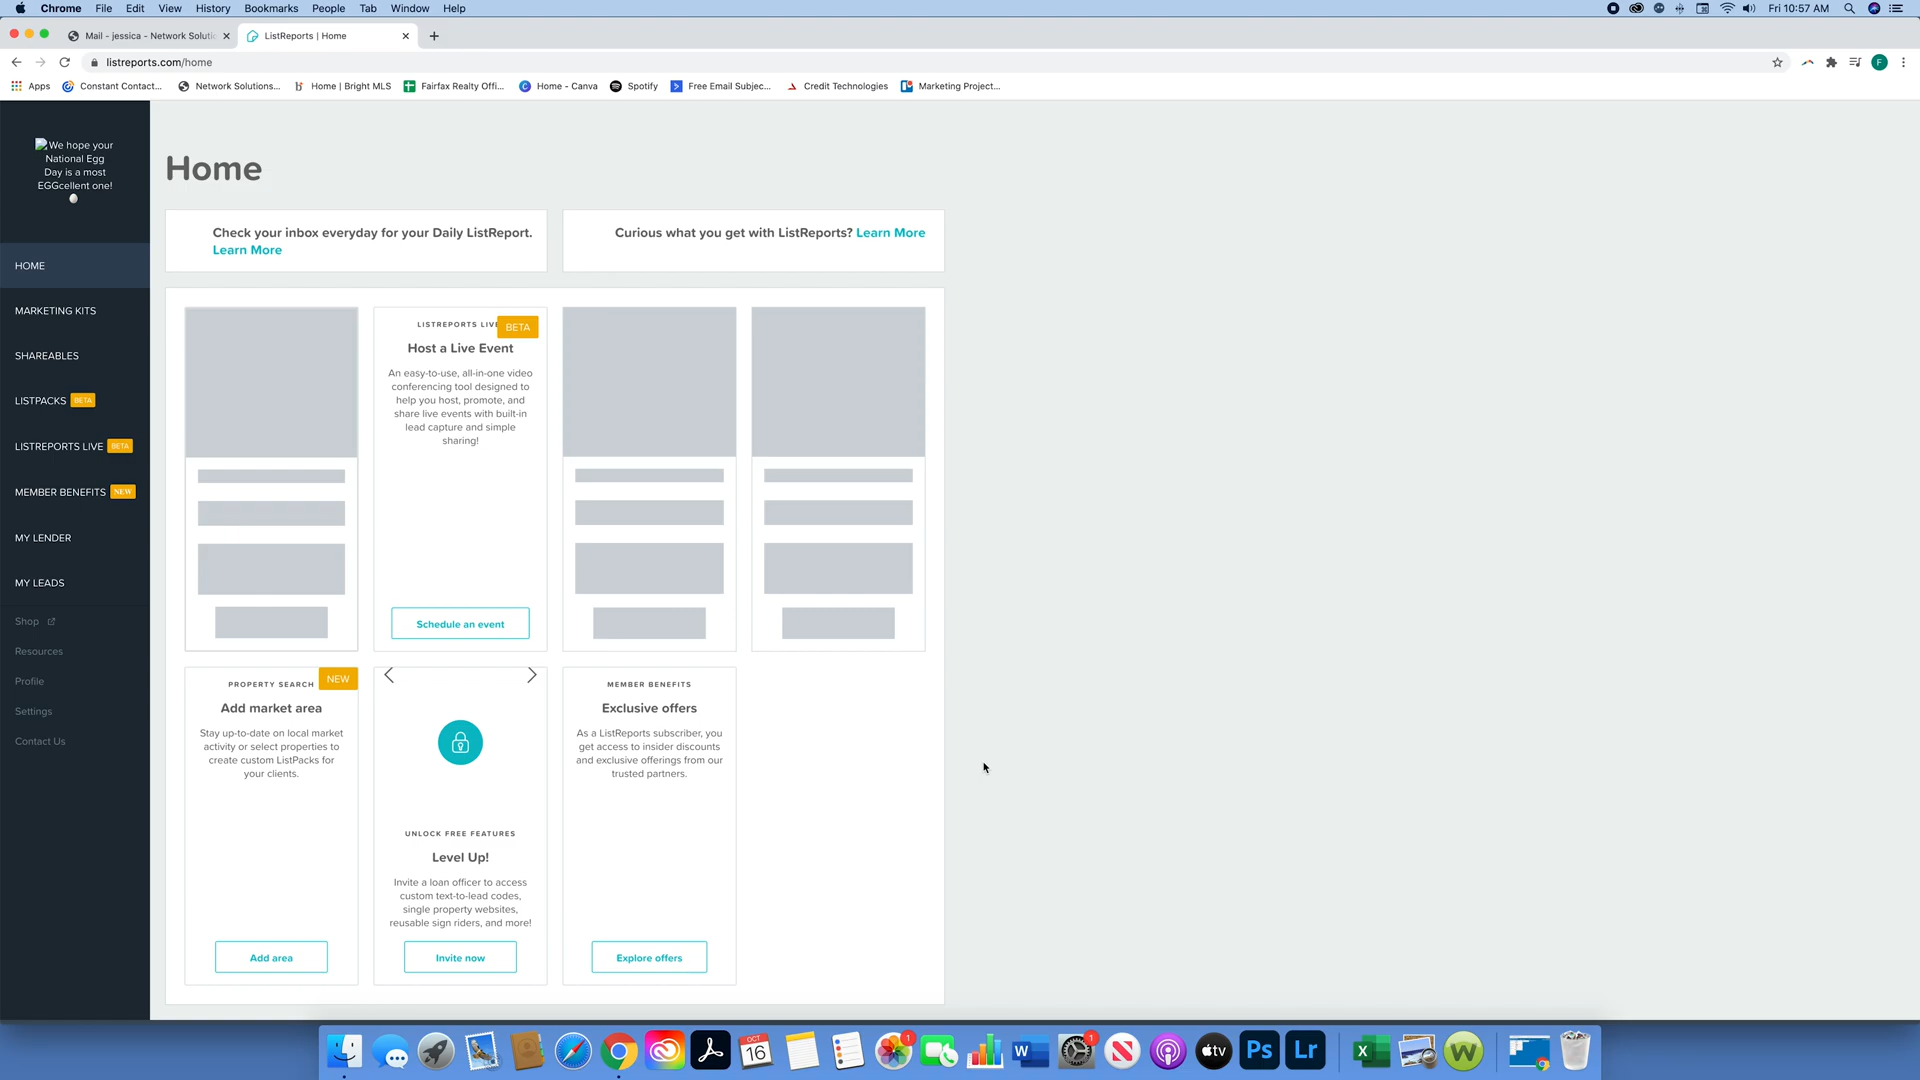 Chrome File Edit View History Bookmarks People Tab Window Help
Fri 10:57 AM
Mail - jessica - Network Soluti
ListReports | Home
listreports.com/home
F
Apps
Constant Contact...
Network Solutions...
Home | Bright MLS
Fairfax Realty Offi...
Home - Canva
Spotify
Free Email Subjec...
Credit Technologies
Marketing Project...
We hope your
National Egg
Day is a most
EGGcellent one!
HOME
MARKETING KITS
SHAREABLES
LISTPACKS BETA
LISTREPORTS LIVE BETA
MEMBER BENEFITS NEW
MY LENDER
MY LEADS
Shop
Resources
Profile
Settings
Contact Us
Home
Check your inbox everyday for your Daily ListReport.
Learn More
Curious what you get with ListReports? Learn More
LISTREPORTS LIVE
BETA
Host a Live Event
An easy-to-use, all-in-one video
conferencing tool designed to
help you host, promote, and
share live events with built-in
lead capture and simple
sharing!
Schedule an event
PROPERTY SEARCH
NEW
Add market area
Stay up-to-date on local market
activity or select properties to
create custom ListPacks for
your clients.
Add area
UNLOCK FREE FEATURES
Level Up!
Invite a loan officer to access
custom text-to-lead codes,
single property websites,
reusable sign riders, and more!
Invite now
MEMBER BENEFITS
Exclusive offers
As a ListReports subscriber, you
get access to insider discounts
and exclusive offerings from our
trusted partners.
Explore offers
OCT
16
1
W
1
tv
Ps
Lr
X
W